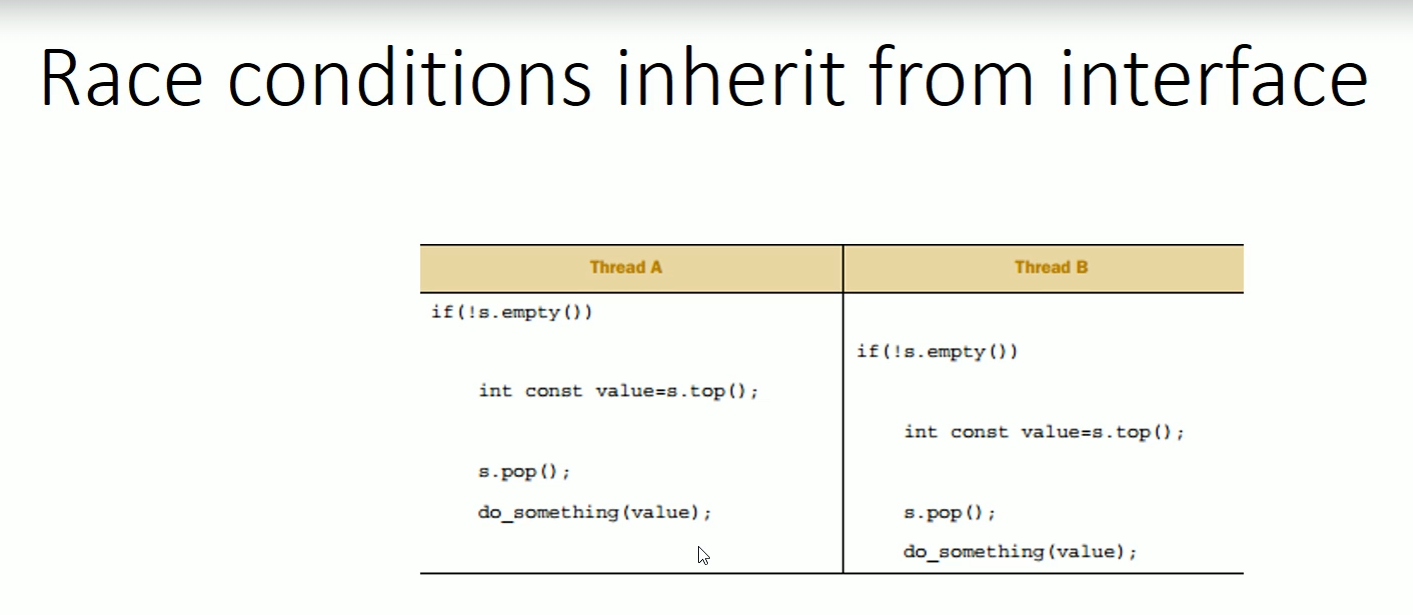 Race conditions inherit from interface
Thread A
Thread B
if(!s.empty())
if(!s.empty())
int const value=s.top();
int const value=s.top();
s.pop();
do_something(value);
s.pop();
do_something(value);